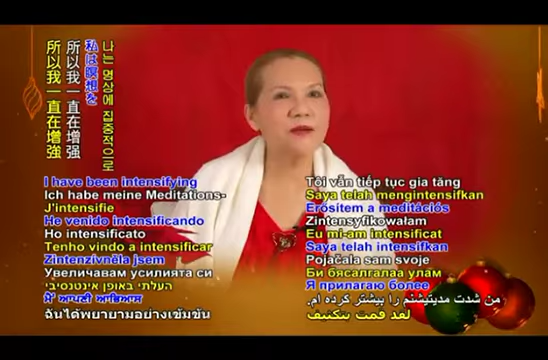 나는 명상에 집중적으로
私は瞑想を
所以我一直在增强
所以我一直在增強
I have been intensifying
Ich habe meine Meditations-
J'intensifie
He venido intensificando
Ho intensificato
Tenho vindo a intensificar
Zintenzivněla jsem
Увеличавам усилията си
העלתי באופן אינטנסיבי
ਮੈਂ ਆਪਣੀ ਅਭਿਆਸ
ฉันได้พยายามอย่างเข้มข้น
Tôi vẫn tiếp tục gia tăng
Saya telah mengintensifkan
Erősítem a meditációs
Zintensyfikowałam
Eu mi-am intensificat
Saya telah intensifkan
Pojačala sam svoje
Би бясалгалаа улам
Я прилагаю более
من شدت مدیتیشنم را بیشتر کرده ام.
لقد قمت بتكثيف